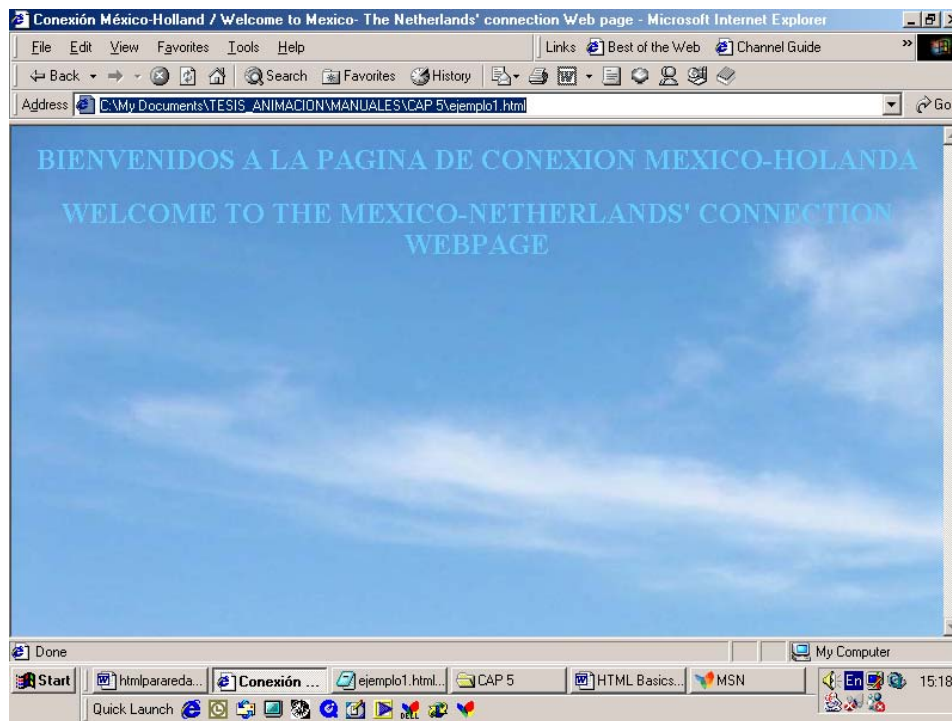 Conexión México-Holland / Welcome to Mexico- The Netherlands' connection Web page - Microsoft Internet Explorer
File Edit View Favorites Tools Help Links Best of the Web Channel Guide »
Back Search Favorites History
Address C:\My Documents\TESIS_ANIMACION\MANUALES\CAP 5\ejemplo1.html Go
BIENVENIDOS A LA PAGINA DE CONEXION MEXICO-HOLANDA
WELCOME TO THE MEXICO-NETHERLANDS' CONNECTION
WEBPAGE
Done My Computer
Start htmlparareda... Conexión ... ejemplo1.html... CAP 5 HTML Basics... MSN En 15:18
Quick Launch